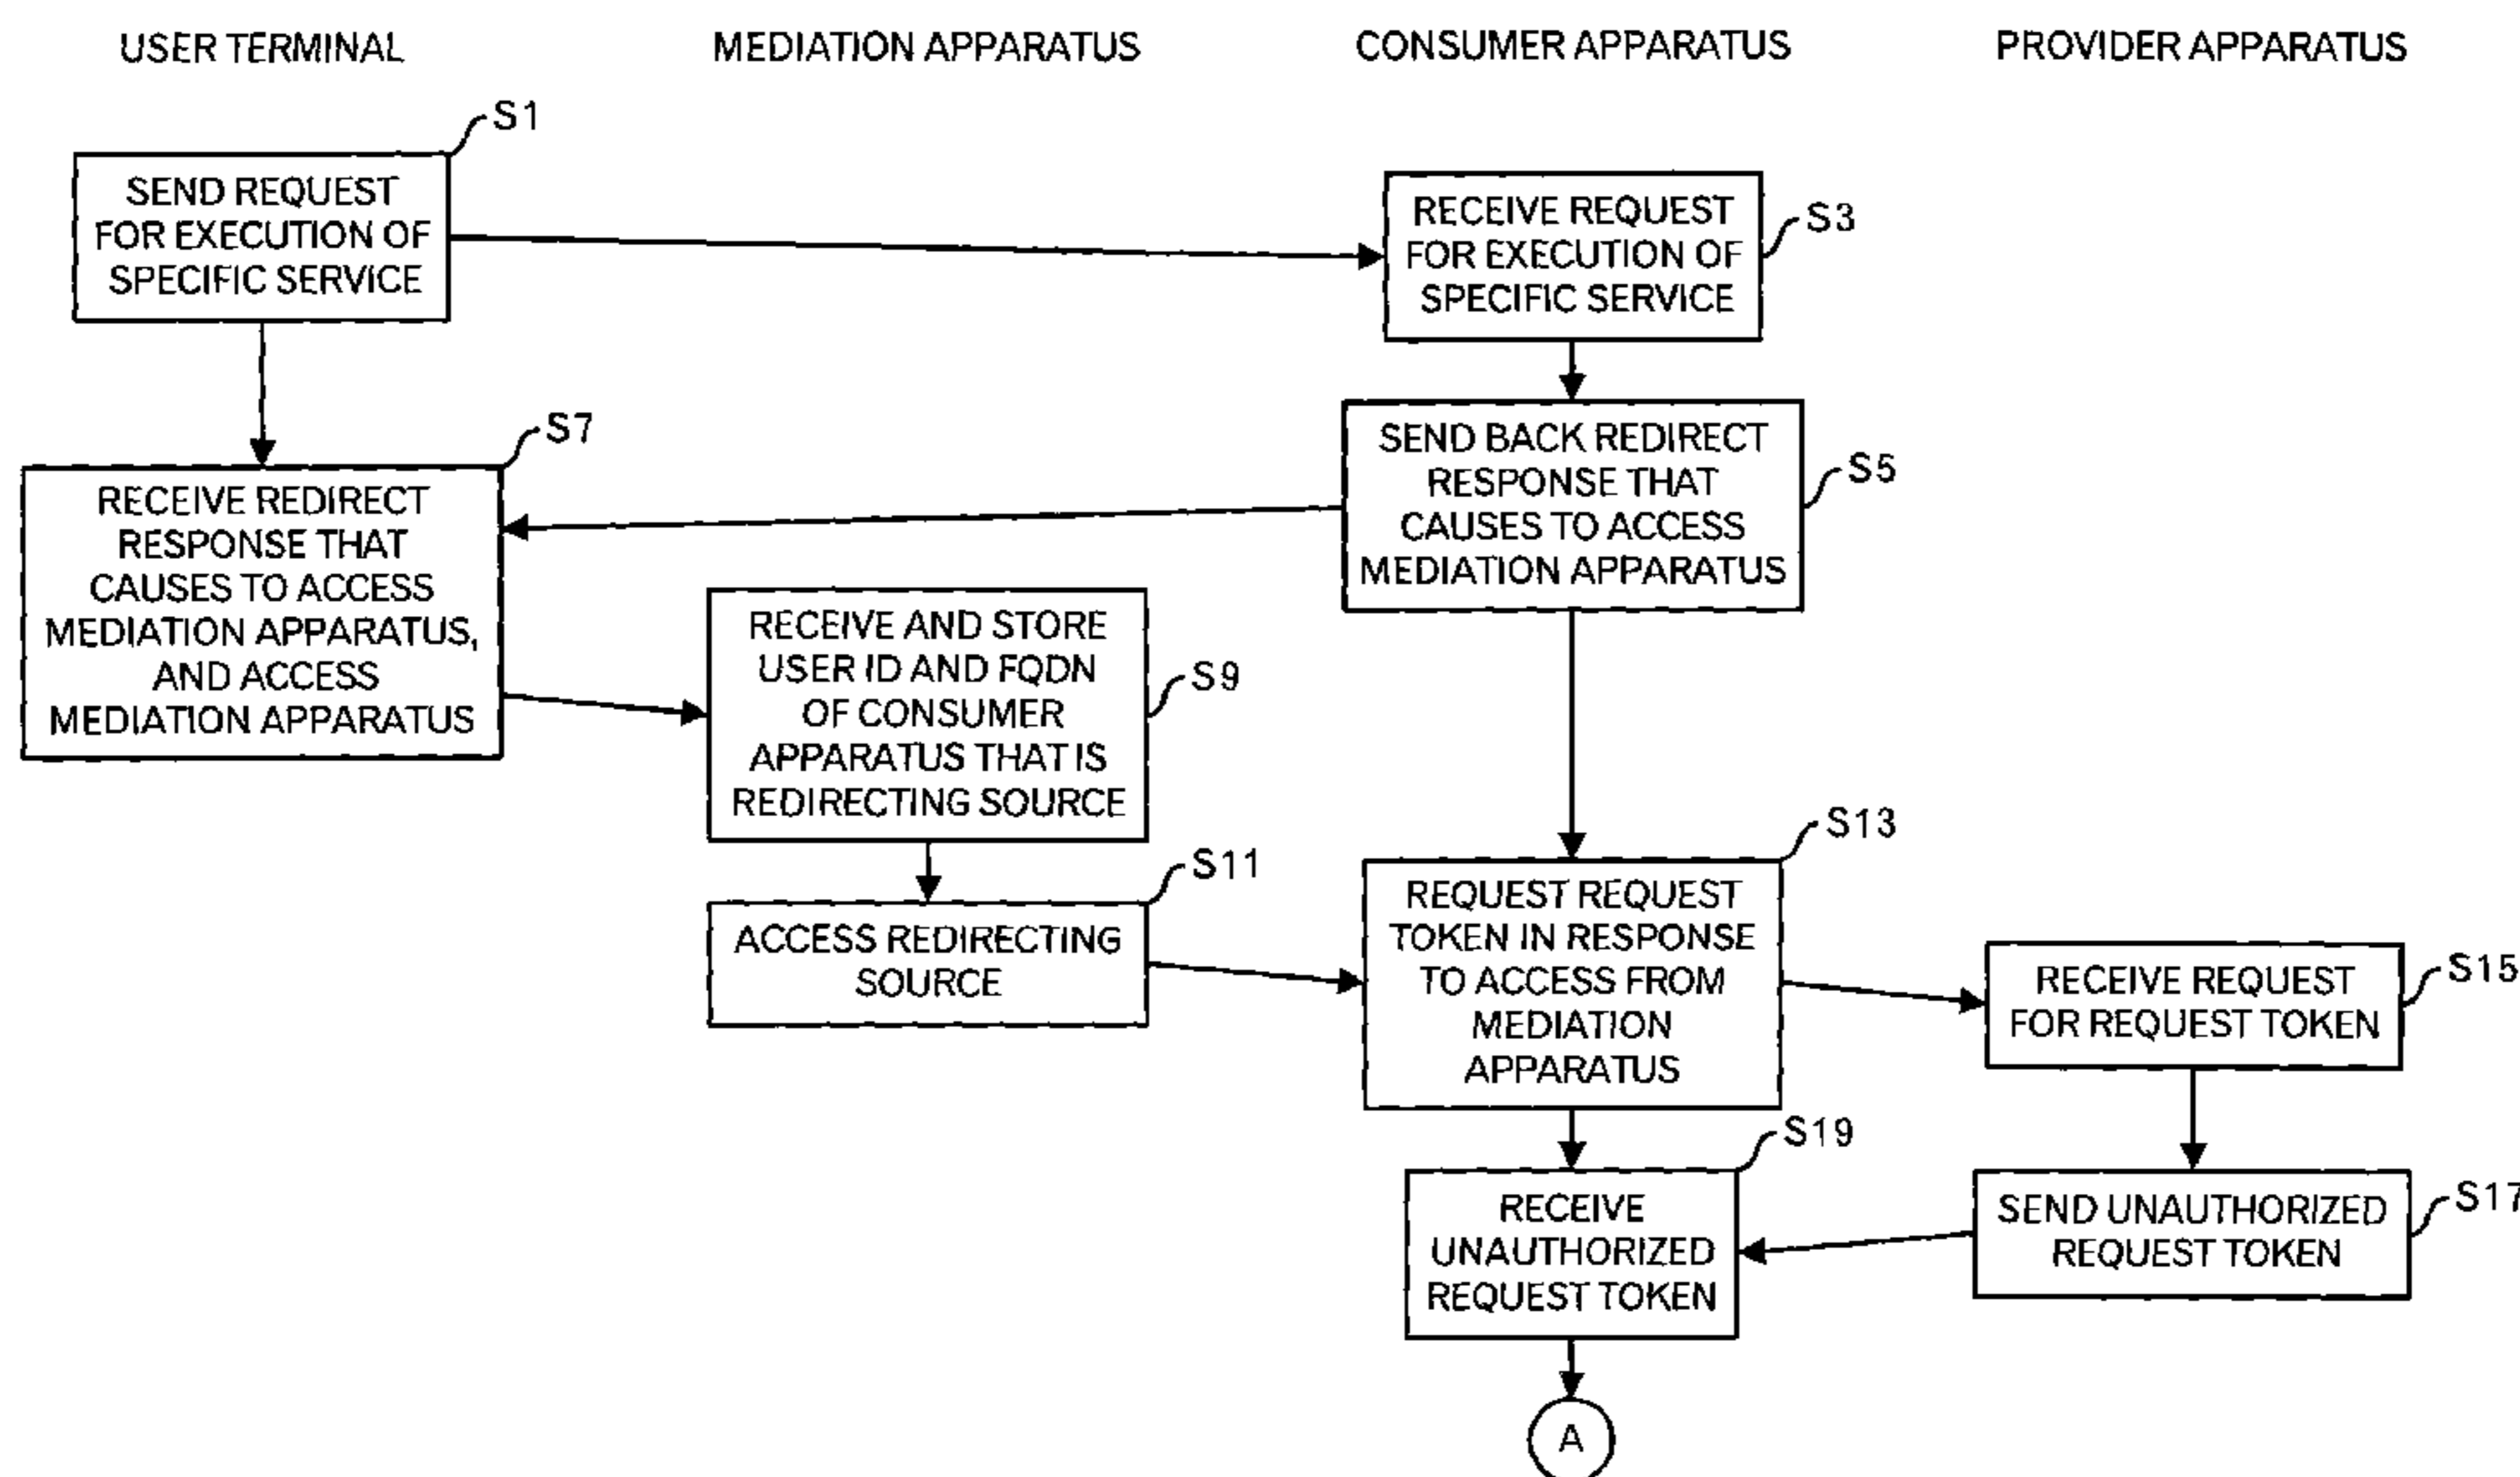 USER TERMINAL
MEDIATION APPARATUS
CONSUMER APPARATUS
PROVIDER APPARATUS
S1
SEND REQUEST
FOR EXECUTION OF
SPECIFIC SERVICE
S3
RECEIVE REQUEST
FOR EXECUTION OF
SPECIFIC SERVICE
S5
SEND BACK REDIRECT
RESPONSE THAT
CAUSES TO ACCESS
MEDIATION APPARATUS
S7
RECEIVE REDIRECT
RESPONSE THAT
CAUSES TO ACCESS
MEDIATION APPARATUS,
AND ACCESS
MEDIATION APPARATUS
S9
RECEIVE AND STORE
USER ID AND FQDN
OF CONSUMER
APPARATUS THAT IS
REDIRECTING SOURCE
S11
ACCESS REDIRECTING
SOURCE
S13
REQUEST REQUEST
TOKEN IN RESPONSE
TO ACCESS FROM
MEDIATION
APPARATUS
S15
RECEIVE REQUEST
FOR REQUEST TOKEN
S17
SEND UNAUTHORIZED
REQUEST TOKEN
S19
RECEIVE
UNAUTHORIZED
REQUEST TOKEN
A